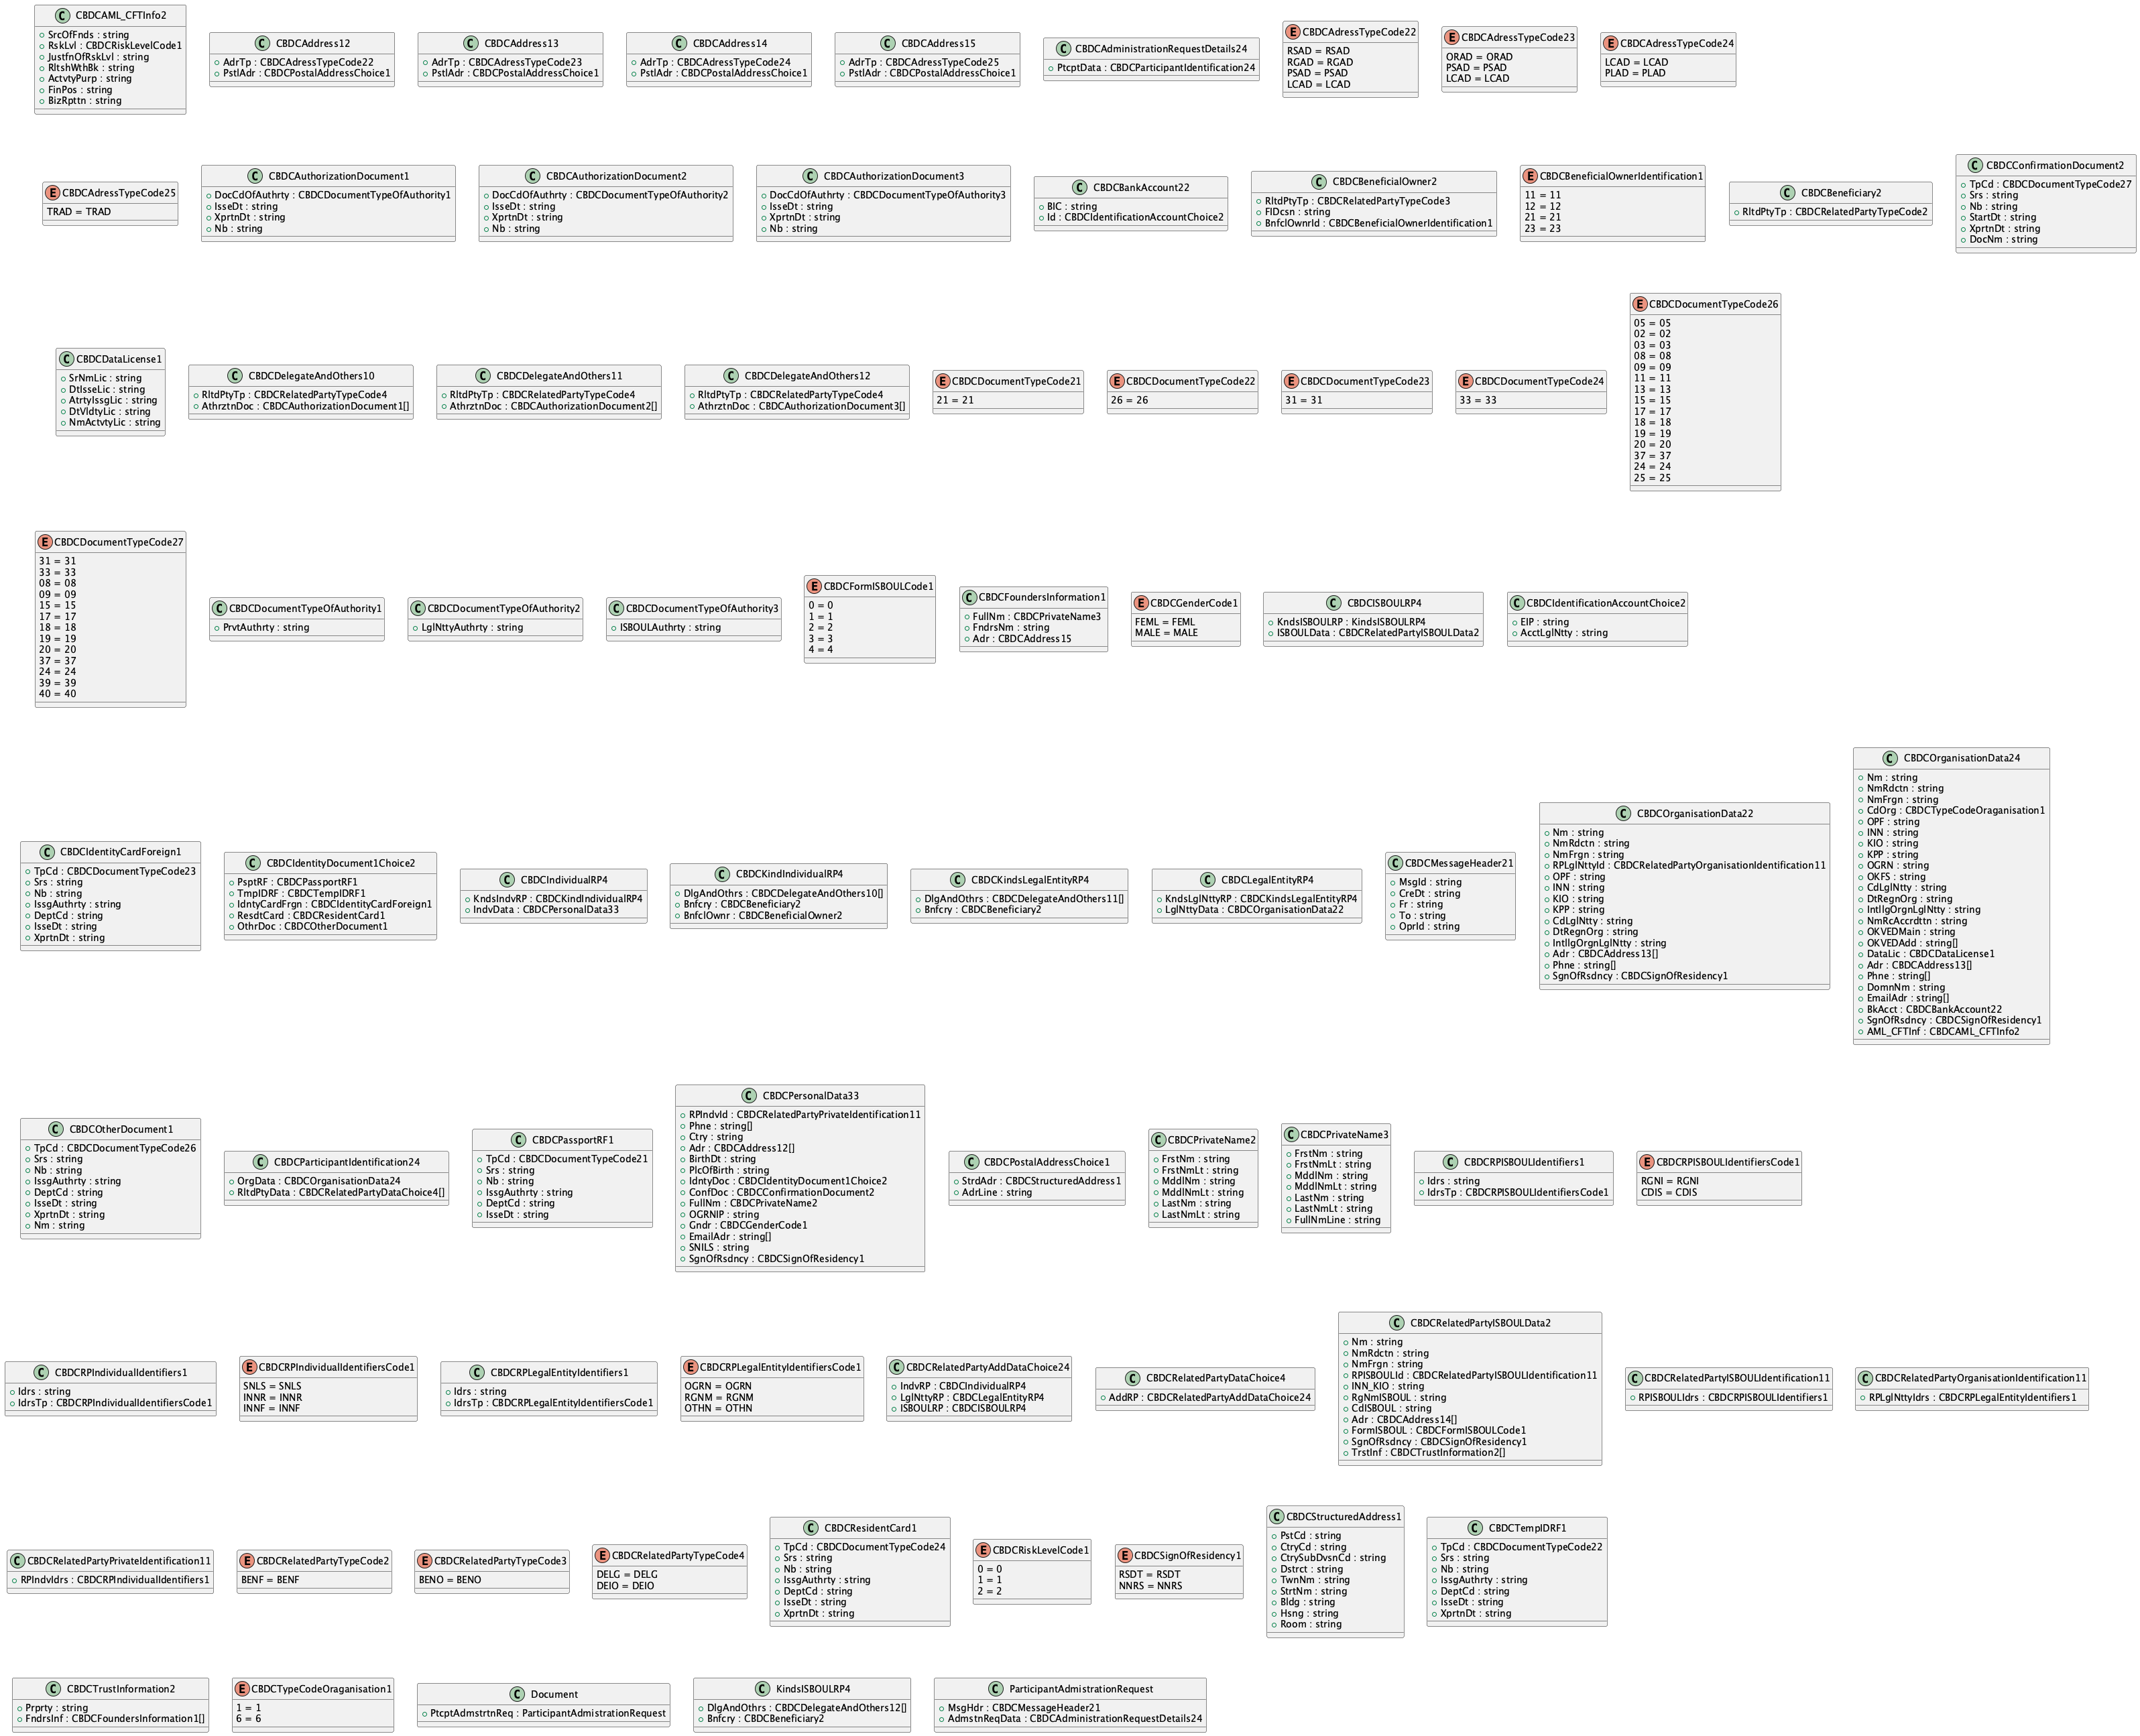 CBDCAML_CFTInfo2
SrcOfFnds : string
RskLvl : CBDCRiskLevelCode1
JustfnOfRskLvl : string
RltshWthBk : string
ActvtyPurp : string
FinPos : string
BizRpttn : string
CBDCAddress12
AdrTp : CBDCAdressTypeCode22
PstlAdr : CBDCPostalAddressChoice1
CBDCAddress13
AdrTp : CBDCAdressTypeCode23
PstlAdr : CBDCPostalAddressChoice1
CBDCAddress14
AdrTp : CBDCAdressTypeCode24
PstlAdr : CBDCPostalAddressChoice1
CBDCAddress15
AdrTp : CBDCAdressTypeCode25
PstlAdr : CBDCPostalAddressChoice1
CBDCAdministrationRequestDetails24
PtcptData : CBDCParticipantIdentification24
CBDCAdressTypeCode22
RSAD = RSAD
RGAD = RGAD
PSAD = PSAD
LCAD = LCAD
CBDCAdressTypeCode23
ORAD = ORAD
PSAD = PSAD
LCAD = LCAD
CBDCAdressTypeCode24
LCAD = LCAD
PLAD = PLAD
CBDCAdressTypeCode25
TRAD = TRAD
CBDCAuthorizationDocument1
DocCdOfAuthrty : CBDCDocumentTypeOfAuthority1
IsseDt : string
XprtnDt : string
Nb : string
CBDCAuthorizationDocument2
DocCdOfAuthrty : CBDCDocumentTypeOfAuthority2
IsseDt : string
XprtnDt : string
Nb : string
CBDCAuthorizationDocument3
DocCdOfAuthrty : CBDCDocumentTypeOfAuthority3
IsseDt : string
XprtnDt : string
Nb : string
CBDCBankAccount22
BIC : string
Id : CBDCIdentificationAccountChoice2
CBDCBeneficialOwner2
RltdPtyTp : CBDCRelatedPartyTypeCode3
FIDcsn : string
BnfclOwnrId : CBDCBeneficialOwnerIdentification1
CBDCBeneficialOwnerIdentification1
11 = 11
12 = 12
21 = 21
23 = 23
CBDCBeneficiary2
RltdPtyTp : CBDCRelatedPartyTypeCode2
CBDCConfirmationDocument2
TpCd : CBDCDocumentTypeCode27
Srs : string
Nb : string
StartDt : string
XprtnDt : string
DocNm : string
CBDCDataLicense1
SrNmLic : string
DtIsseLic : string
AtrtyIssgLic : string
DtVldtyLic : string
NmActvtyLic : string
CBDCDelegateAndOthers10
RltdPtyTp : CBDCRelatedPartyTypeCode4
AthrztnDoc : CBDCAuthorizationDocument1[]
CBDCDelegateAndOthers11
RltdPtyTp : CBDCRelatedPartyTypeCode4
AthrztnDoc : CBDCAuthorizationDocument2[]
CBDCDelegateAndOthers12
RltdPtyTp : CBDCRelatedPartyTypeCode4
AthrztnDoc : CBDCAuthorizationDocument3[]
CBDCDocumentTypeCode21
21 = 21
CBDCDocumentTypeCode22
26 = 26
CBDCDocumentTypeCode23
31 = 31
CBDCDocumentTypeCode24
33 = 33
CBDCDocumentTypeCode26
05 = 05
02 = 02
03 = 03
08 = 08
09 = 09
11 = 11
13 = 13
15 = 15
17 = 17
18 = 18
19 = 19
20 = 20
37 = 37
24 = 24
25 = 25
CBDCDocumentTypeCode27
31 = 31
33 = 33
08 = 08
09 = 09
15 = 15
17 = 17
18 = 18
19 = 19
20 = 20
37 = 37
24 = 24
39 = 39
40 = 40
CBDCDocumentTypeOfAuthority1
PrvtAuthrty : string
CBDCDocumentTypeOfAuthority2
LglNttyAuthrty : string
CBDCDocumentTypeOfAuthority3
ISBOULAuthrty : string
CBDCFormISBOULCode1
0 = 0
1 = 1
2 = 2
3 = 3
4 = 4
CBDCFoundersInformation1
FullNm : CBDCPrivateName3
FndrsNm : string
Adr : CBDCAddress15
CBDCGenderCode1
FEML = FEML
MALE = MALE
CBDCISBOULRP4
KndsISBOULRP : KindsISBOULRP4
ISBOULData : CBDCRelatedPartyISBOULData2
CBDCIdentificationAccountChoice2
EIP : string
AcctLglNtty : string
CBDCIdentityCardForeign1
TpCd : CBDCDocumentTypeCode23
Srs : string
Nb : string
IssgAuthrty : string
DeptCd : string
IsseDt : string
XprtnDt : string
CBDCIdentityDocument1Choice2
PsptRF : CBDCPassportRF1
TmpIDRF : CBDCTempIDRF1
IdntyCardFrgn : CBDCIdentityCardForeign1
ResdtCard : CBDCResidentCard1
OthrDoc : CBDCOtherDocument1
CBDCIndividualRP4
KndsIndvRP : CBDCKindIndividualRP4
IndvData : CBDCPersonalData33
CBDCKindIndividualRP4
DlgAndOthrs : CBDCDelegateAndOthers10[]
Bnfcry : CBDCBeneficiary2
BnfclOwnr : CBDCBeneficialOwner2
CBDCKindsLegalEntityRP4
DlgAndOthrs : CBDCDelegateAndOthers11[]
Bnfcry : CBDCBeneficiary2
CBDCLegalEntityRP4
KndsLglNttyRP : CBDCKindsLegalEntityRP4
LglNttyData : CBDCOrganisationData22
CBDCMessageHeader21
MsgId : string
CreDt : string
Fr : string
To : string
OprId : string
CBDCOrganisationData22
Nm : string
NmRdctn : string
NmFrgn : string
RPLglNttyId : CBDCRelatedPartyOrganisationIdentification11
OPF : string
INN : string
KIO : string
KPP : string
CdLglNtty : string
DtRegnOrg : string
IntllgOrgnLglNtty : string
Adr : CBDCAddress13[]
Phne : string[]
SgnOfRsdncy : CBDCSignOfResidency1
CBDCOrganisationData24
Nm : string
NmRdctn : string
NmFrgn : string
CdOrg : CBDCTypeCodeOraganisation1
OPF : string
INN : string
KIO : string
KPP : string
OGRN : string
OKFS : string
CdLglNtty : string
DtRegnOrg : string
IntllgOrgnLglNtty : string
NmRcAccrdttn : string
OKVEDMain : string
OKVEDAdd : string[]
DataLic : CBDCDataLicense1
Adr : CBDCAddress13[]
Phne : string[]
DomnNm : string
EmailAdr : string[]
BkAcct : CBDCBankAccount22
SgnOfRsdncy : CBDCSignOfResidency1
AML_CFTInf : CBDCAML_CFTInfo2
CBDCOtherDocument1
TpCd : CBDCDocumentTypeCode26
Srs : string
Nb : string
IssgAuthrty : string
DeptCd : string
IsseDt : string
XprtnDt : string
Nm : string
CBDCParticipantIdentification24
OrgData : CBDCOrganisationData24
RltdPtyData : CBDCRelatedPartyDataChoice4[]
CBDCPassportRF1
TpCd : CBDCDocumentTypeCode21
Srs : string
Nb : string
IssgAuthrty : string
DeptCd : string
IsseDt : string
CBDCPersonalData33
RPIndvId : CBDCRelatedPartyPrivateIdentification11
Phne : string[]
Ctry : string
Adr : CBDCAddress12[]
BirthDt : string
PlcOfBirth : string
IdntyDoc : CBDCIdentityDocument1Choice2
ConfDoc : CBDCConfirmationDocument2
FullNm : CBDCPrivateName2
OGRNIP : string
Gndr : CBDCGenderCode1
EmailAdr : string[]
SNILS : string
SgnOfRsdncy : CBDCSignOfResidency1
CBDCPostalAddressChoice1
StrdAdr : CBDCStructuredAddress1
AdrLine : string
CBDCPrivateName2
FrstNm : string
FrstNmLt : string
MddlNm : string
MddlNmLt : string
LastNm : string
LastNmLt : string
CBDCPrivateName3
FrstNm : string
FrstNmLt : string
MddlNm : string
MddlNmLt : string
LastNm : string
LastNmLt : string
FullNmLine : string
CBDCRPISBOULIdentifiers1
Idrs : string
IdrsTp : CBDCRPISBOULIdentifiersCode1
CBDCRPISBOULIdentifiersCode1
RGNI = RGNI
CDIS = CDIS
CBDCRPIndividualIdentifiers1
Idrs : string
IdrsTp : CBDCRPIndividualIdentifiersCode1
CBDCRPIndividualIdentifiersCode1
SNLS = SNLS
INNR = INNR
INNF = INNF
CBDCRPLegalEntityIdentifiers1
Idrs : string
IdrsTp : CBDCRPLegalEntityIdentifiersCode1
CBDCRPLegalEntityIdentifiersCode1
OGRN = OGRN
RGNM = RGNM
OTHN = OTHN
CBDCRelatedPartyAddDataChoice24
IndvRP : CBDCIndividualRP4
LglNttyRP : CBDCLegalEntityRP4
ISBOULRP : CBDCISBOULRP4
CBDCRelatedPartyDataChoice4
AddRP : CBDCRelatedPartyAddDataChoice24
CBDCRelatedPartyISBOULData2
Nm : string
NmRdctn : string
NmFrgn : string
RPISBOULId : CBDCRelatedPartyISBOULIdentification11
INN_KIO : string
RgNmISBOUL : string
CdISBOUL : string
Adr : CBDCAddress14[]
FormISBOUL : CBDCFormISBOULCode1
SgnOfRsdncy : CBDCSignOfResidency1
TrstInf : CBDCTrustInformation2[]
CBDCRelatedPartyISBOULIdentification11
RPISBOULIdrs : CBDCRPISBOULIdentifiers1
CBDCRelatedPartyOrganisationIdentification11
RPLglNttyIdrs : CBDCRPLegalEntityIdentifiers1
CBDCRelatedPartyPrivateIdentification11
RPIndvIdrs : CBDCRPIndividualIdentifiers1
CBDCRelatedPartyTypeCode2
BENF = BENF
CBDCRelatedPartyTypeCode3
BENO = BENO
CBDCRelatedPartyTypeCode4
DELG = DELG
DEIO = DEIO
CBDCResidentCard1
TpCd : CBDCDocumentTypeCode24
Srs : string
Nb : string
IssgAuthrty : string
DeptCd : string
IsseDt : string
XprtnDt : string
CBDCRiskLevelCode1
0 = 0
1 = 1
2 = 2
CBDCSignOfResidency1
RSDT = RSDT
NNRS = NNRS
CBDCStructuredAddress1
PstCd : string
CtryCd : string
CtrySubDvsnCd : string
Dstrct : string
TwnNm : string
StrtNm : string
Bldg : string
Hsng : string
Room : string
CBDCTempIDRF1
TpCd : CBDCDocumentTypeCode22
Srs : string
Nb : string
IssgAuthrty : string
DeptCd : string
IsseDt : string
XprtnDt : string
CBDCTrustInformation2
Prprty : string
FndrsInf : CBDCFoundersInformation1[]
CBDCTypeCodeOraganisation1
1 = 1
6 = 6
Document
PtcptAdmstrtnReq : ParticipantAdmistrationRequest
KindsISBOULRP4
DlgAndOthrs : CBDCDelegateAndOthers12[]
Bnfcry : CBDCBeneficiary2
ParticipantAdmistrationRequest
MsgHdr : CBDCMessageHeader21
AdmstnReqData : CBDCAdministrationRequestDetails24